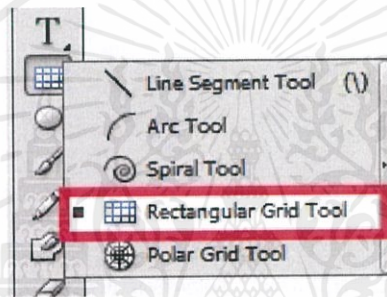 T
Line Segment Tool (\)
Arc Tool
Spiral Tool
Rectangular Grid Tool
Polar Grid Tool